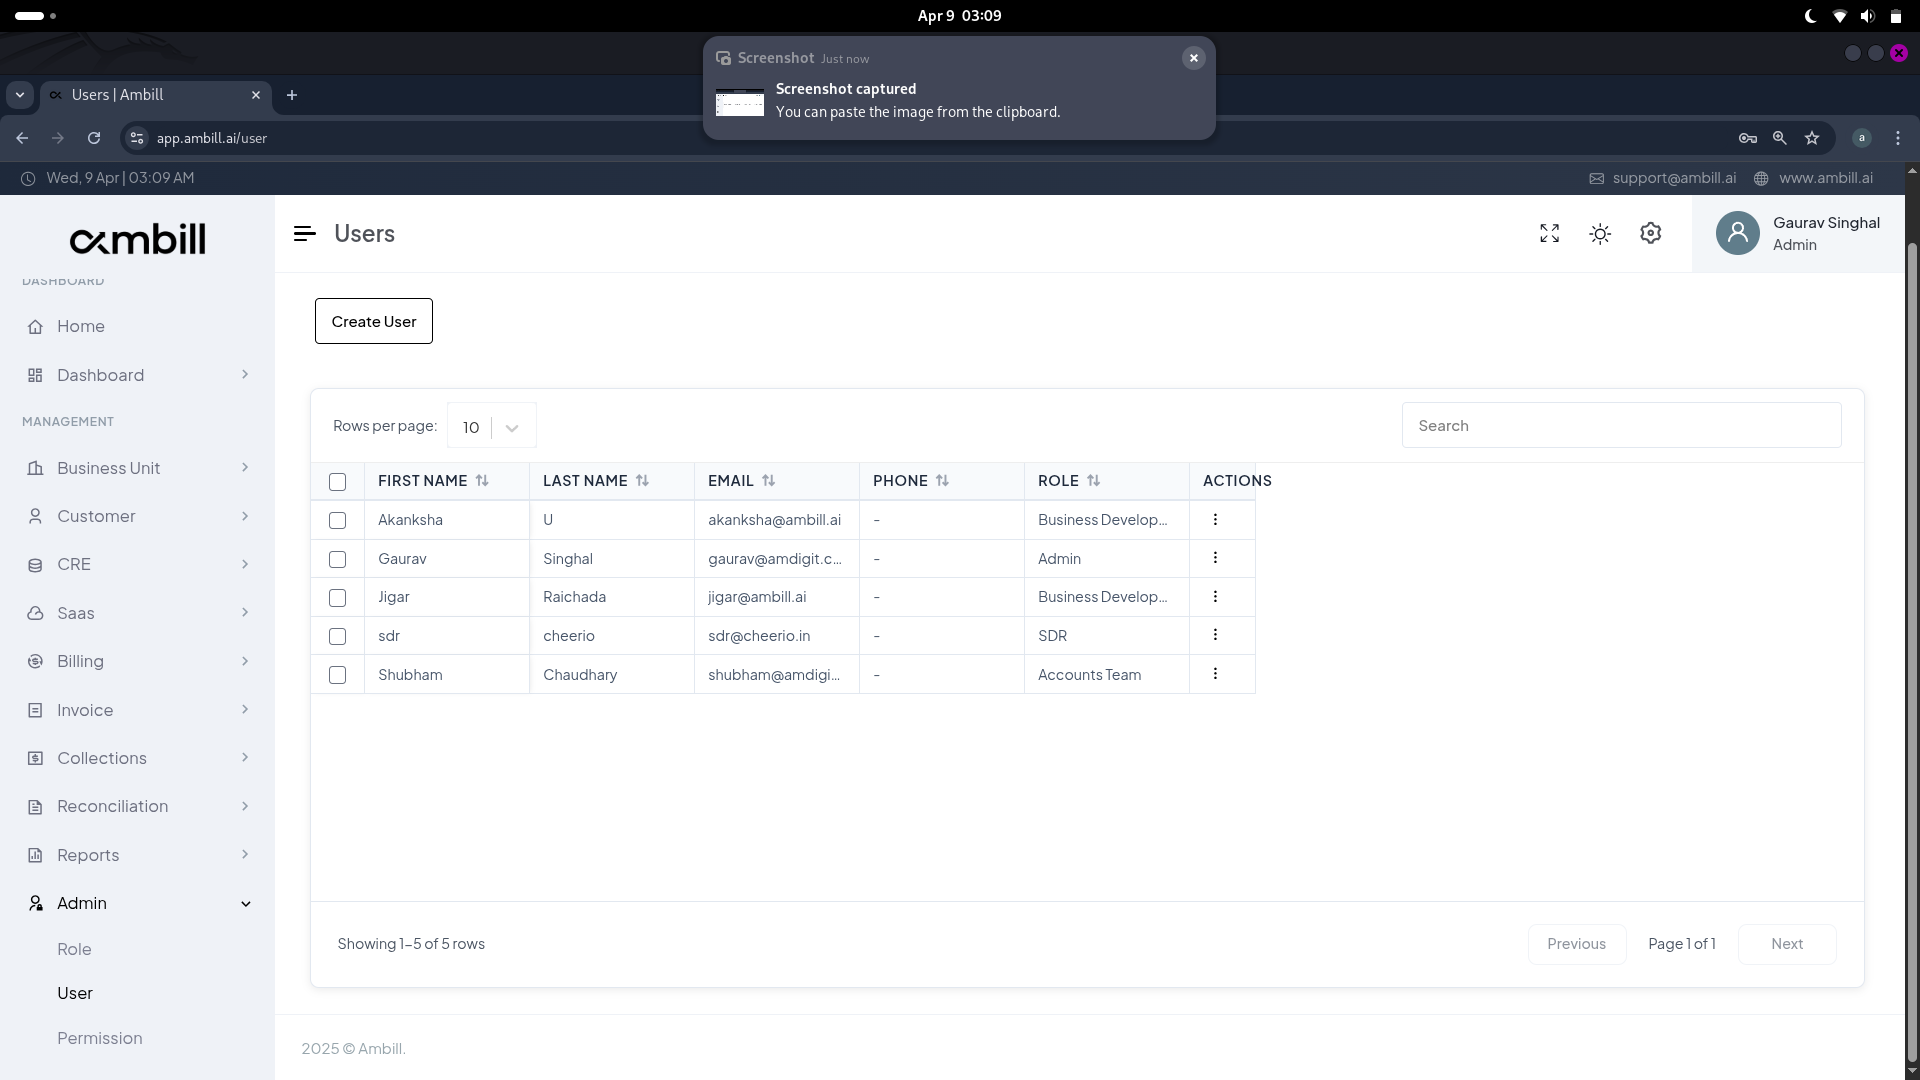 Apr 9 03:09
Screenshot Just now
Screenshot captured
You can paste the image from the clipboard.
Users | Ambill
app.ambill.ai/user
a
Wed, 9 Apr | 03:09 AM
support@ambill.ai
www.ambill.ai
ambill
Users
Gaurav Singhal
Admin
DASHBOARD
Home
Dashboard
MANAGEMENT
Business Unit
Customer
CRE
Saas
Billing
Invoice
Collections
Reconciliation
Reports
Admin
Role
User
Permission
Create User
Rows per page: 10
Search
FIRST NAME LAST NAME EMAIL PHONE ROLE ACTIONS
Akanksha U akanksha@ambill.ai - Business Develop...
Gaurav Singhal gaurav@amdigit.c... - Admin
Jigar Raichada jigar@ambill.ai - Business Develop...
sdr cheerio sdr@cheerio.in - SDR
Shubham Chaudhary shubham@amdigi... - Accounts Team
Showing 1–5 of 5 rows
Previous Page 1 of 1 Next
2025 © Ambill.